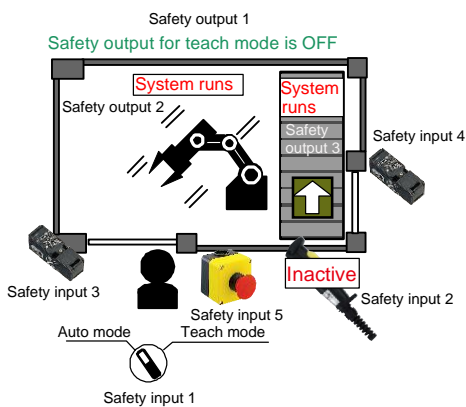 Safety output 1
Safety output for teach mode is OFF
System runs
System
runs
Safety output 2
Safety
output 3
Safety input 4
Inactive
Safety input 3
Safety input 2
Safety input 5
Auto mode
Teach mode
Safety input 1